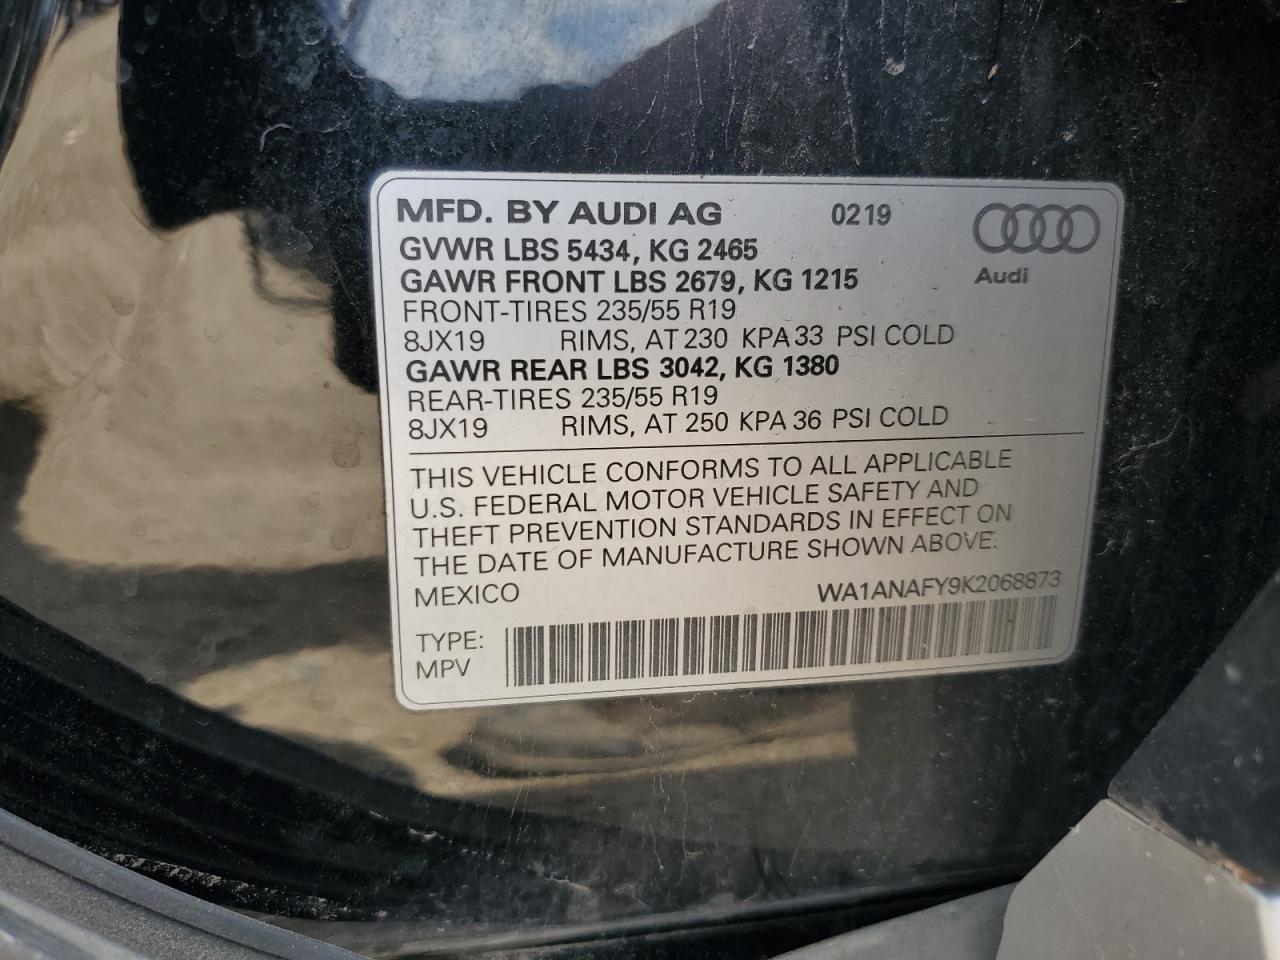 MFD. BY AUDI AG 0219
Audi
GVWR LBS 5434, KG 2465
GAWR FRONT LBS 2679, KG 1215
FRONT-TIRES 235/55 R19
8JX19 RIMS, AT 230 KPA 33 PSI COLD
GAWR REAR LBS 3042, KG 1380
REAR-TIRES 235/55 R19
8JX19 RIMS, AT 250 KPA 36 PSI COLD
THIS VEHICLE CONFORMS TO ALL APPLICABLE
U.S. FEDERAL MOTOR VEHICLE SAFETY AND
THEFT PREVENTION STANDARDS IN EFFECT ON
THE DATE OF MANUFACTURE SHOWN ABOVE:
MEXICO WA1ANAFY9K2068873
TYPE:
MPV